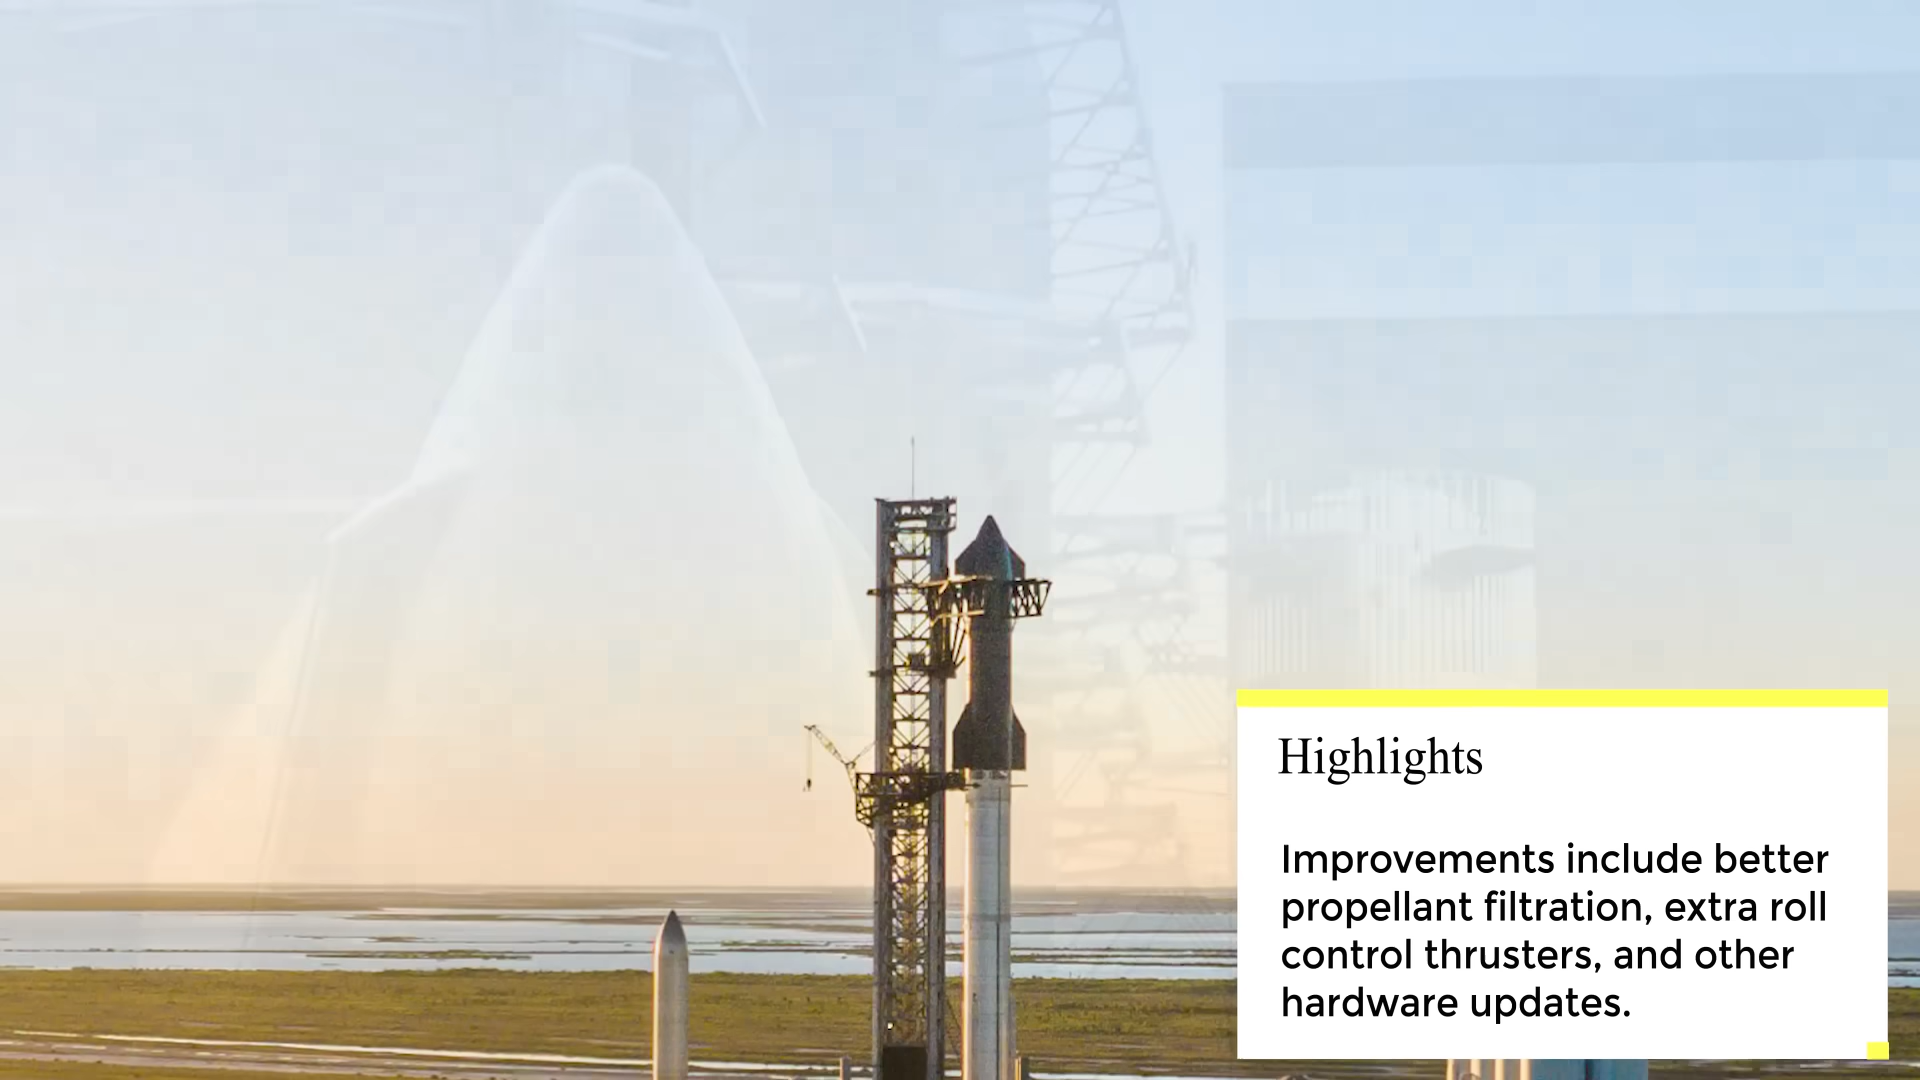 Highlights
Improvements include better
propellant filtration, extra roll
control thrusters, and other
hardware updates.